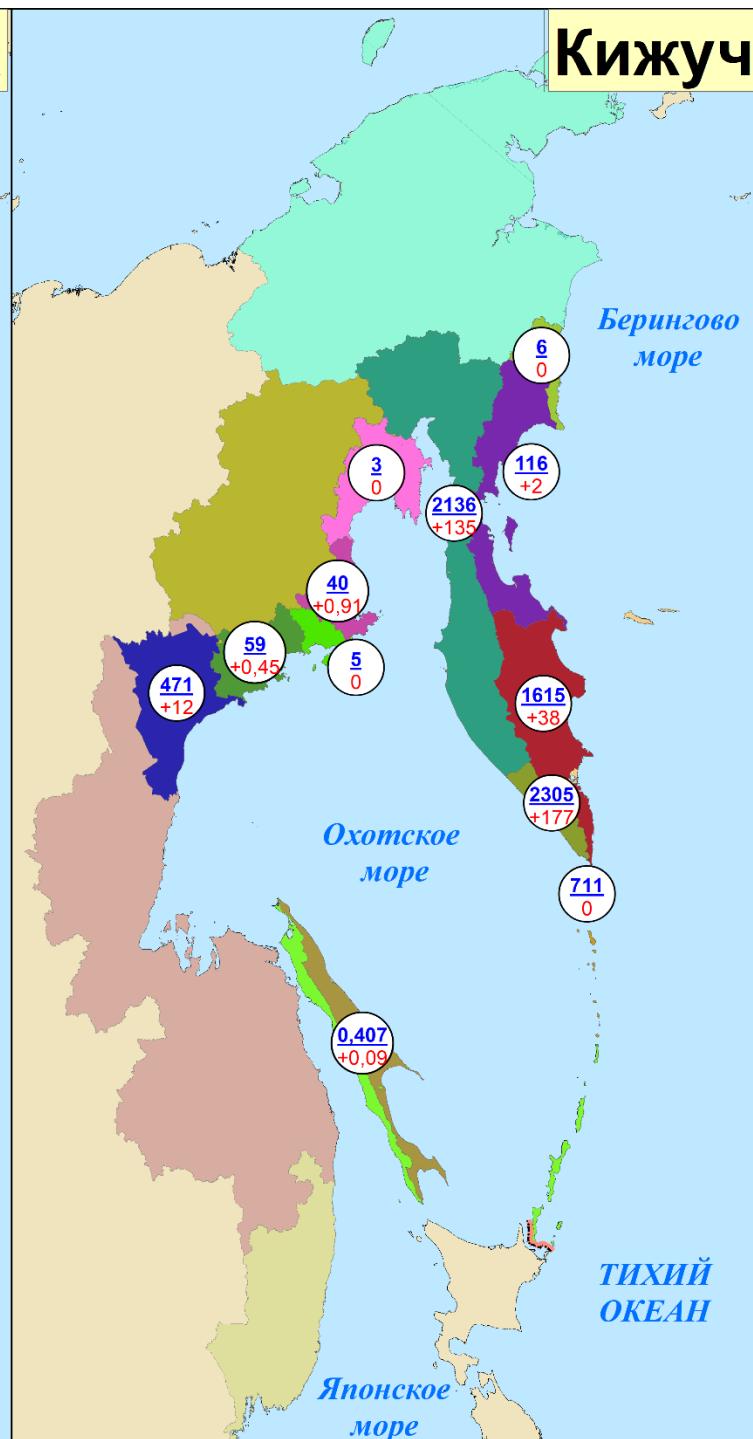 Кижуч
Берингово
море
6
0
116
+2
3
0
2136
+135
40
+0,91
59
+0,45
5
0
471
+12
1615
+38
2305
+177
Охотское
море
711
0
0,407
+0,09
ТИХИЙ
ОКЕАН
Японское
море